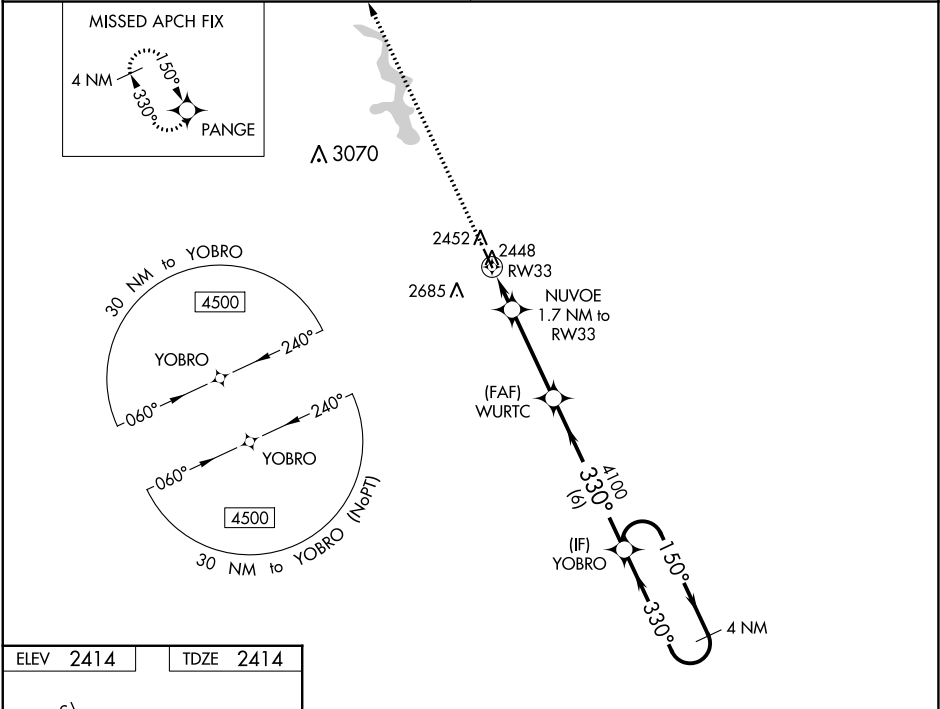 MISSED APCH FIX
4 NM
150°
330°
PANGE
3070
2452
2448
RW33
2685
NUVOE
1.7 NM to
RW33
30 NM to YOBRO
4500
YOBRO
240°
060°
(FAF)
WURTC
240°
YOBRO
060°
4500
30 NM to YOBRO (NoPT)
4100
330°
(6)
(IF)
YOBRO
150°
330°
4 NM
ELEV 2414
TDZE 2414